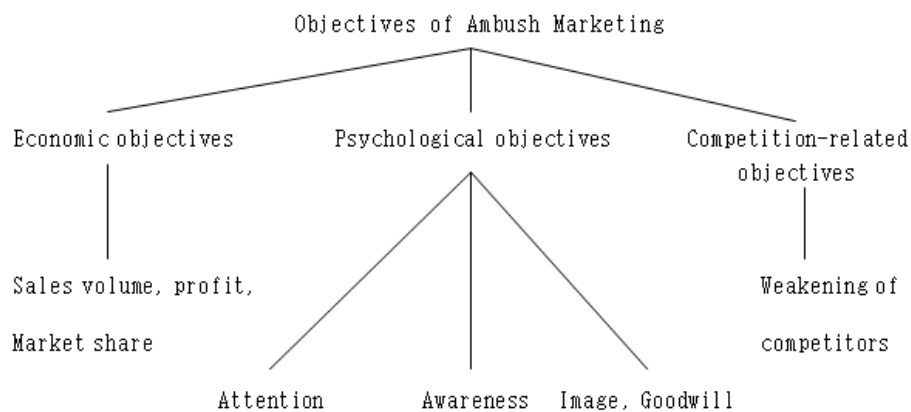 Objectives of Ambush Marketing
Economic objectives
Psychological objectives
Competition-related
objectives
Sales volume, profit,
Market share
Weakening of
competitors
Attention
Awareness
Image, Goodwill